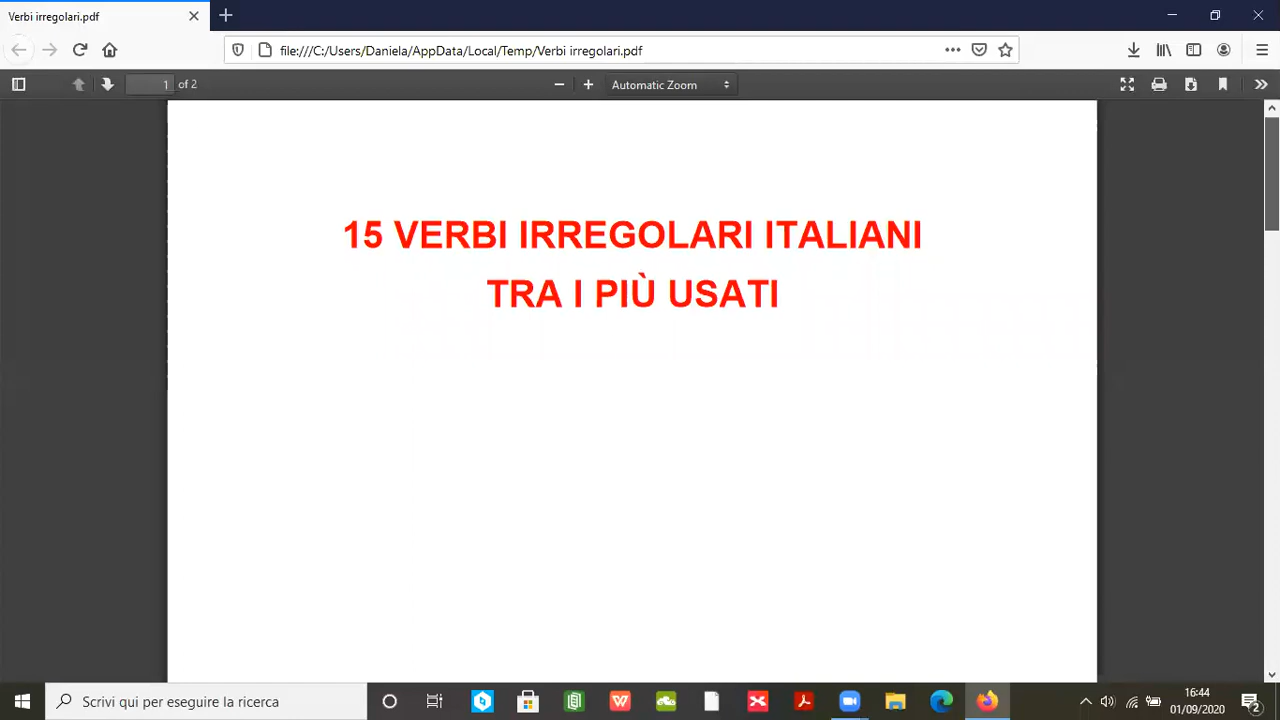 Verbi irregolari.pdf
file:///C:/Users/Daniela/AppData/Local/Temp/Verbi irregolari.pdf
1 of 2
Automatic Zoom
15 VERBI IRREGOLARI ITALIANI
TRA I PIÙ USATI
Scrivi qui per eseguire la ricerca
16:44
01/09/2020
2